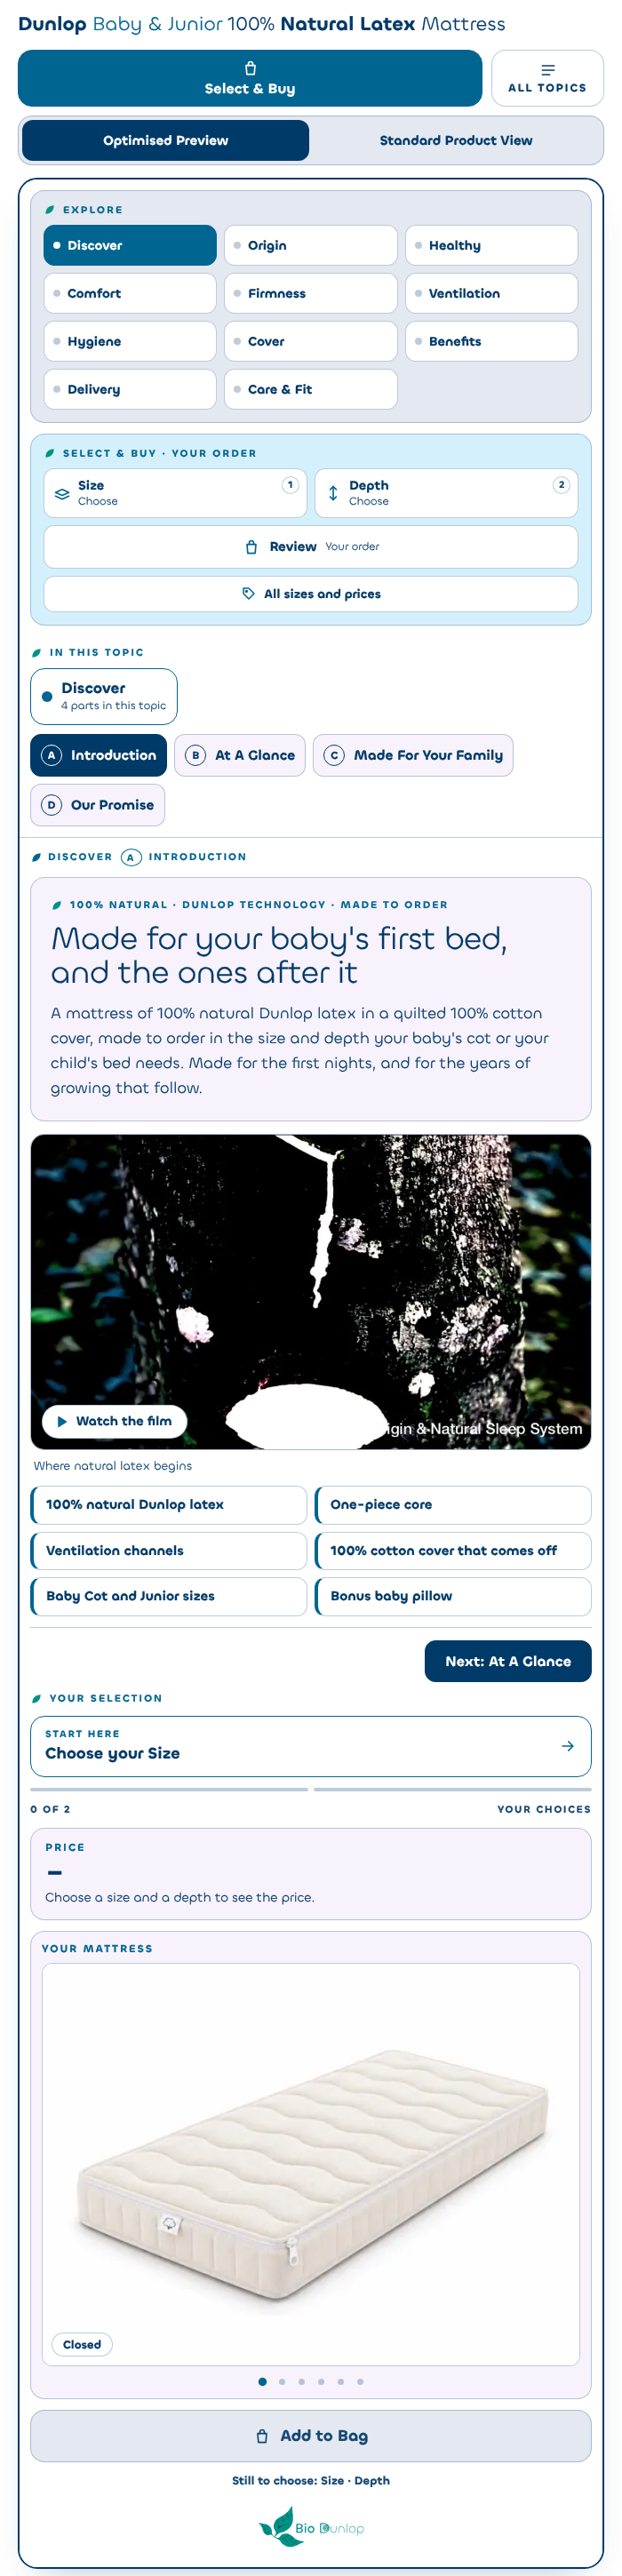 Dunlop Baby & Junior 100% Natural Latex Mattress
Select & Buy
ALL TOPICS
Optimised Preview
Standard Product View
EXPLORE
Discover
Origin
Healthy
Comfort
Firmness
Ventilation
Hygiene
Cover
Benefits
Delivery
Care & Fit
SELECT & BUY · YOUR ORDER
Size
Choose
1
Depth
Choose
2
Review Your order
All sizes and prices
IN THIS TOPIC
Discover
4 parts in this topic
A Introduction
B At A Glance
C Made For Your Family
D Our Promise
DISCOVER A INTRODUCTION
100% NATURAL · DUNLOP TECHNOLOGY · MADE TO ORDER
Made for your baby's first bed,
and the ones after it
A mattress of 100% natural Dunlop latex in a quilted 100% cotton
cover, made to order in the size and depth your baby's cot or your
child's bed needs. Made for the first nights, and for the years of
growing that follow.
Watch the film
& Natural Sleep System
Where natural latex begins
100% natural Dunlop latex
One-piece core
Ventilation channels
100% cotton cover that comes off
Baby Cot and Junior sizes
Bonus baby pillow
Next: At A Glance
YOUR SELECTION
START HERE
Choose your Size
0 OF 2
YOUR CHOICES
PRICE
–
Choose a size and a depth to see the price.
YOUR MATTRESS
Closed
Add to Bag
Still to choose: Size · Depth
Bio Dunlop